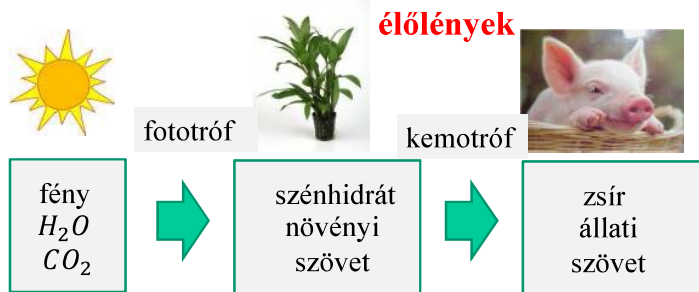 élőlények
fototróf
kemotróf
fény
H₂O
CO₂
szénhidrát
növényi
szövet
zsír
állati
szövet